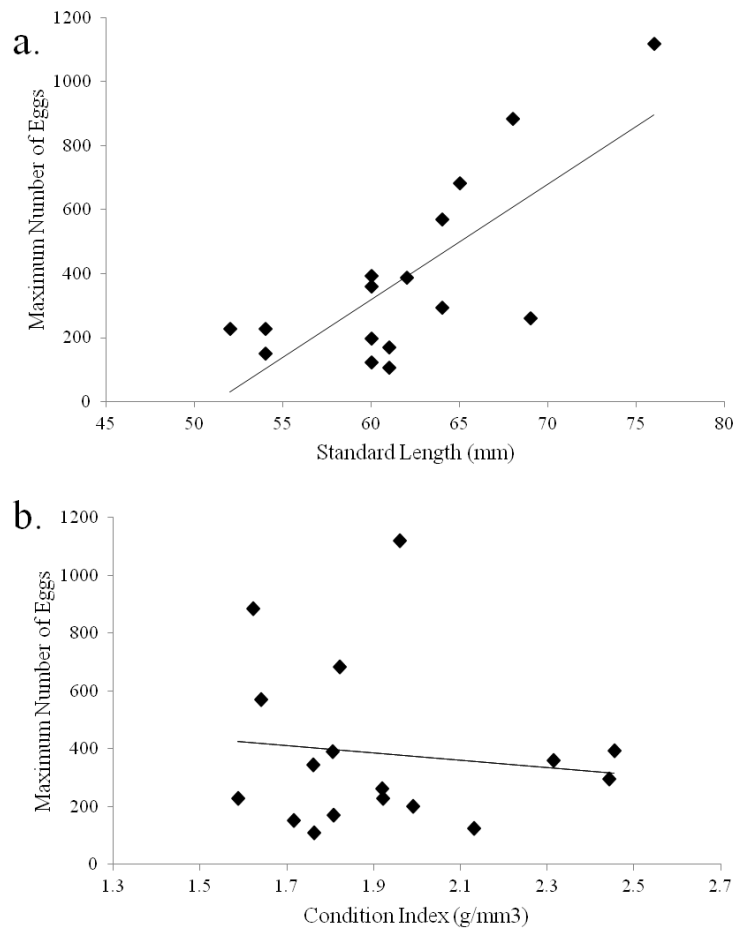 a.
Maximum Number of Eggs
1200
1000
800
600
400
200
0
45 50 55 60 65 70 75 80
Standard Length (mm)
b.
Maximum Number of Eggs
1200
1000
800
600
400
200
0
1.3 1.5 1.7 1.9 2.1 2.3 2.5 2.7
Condition Index (g/mm3)